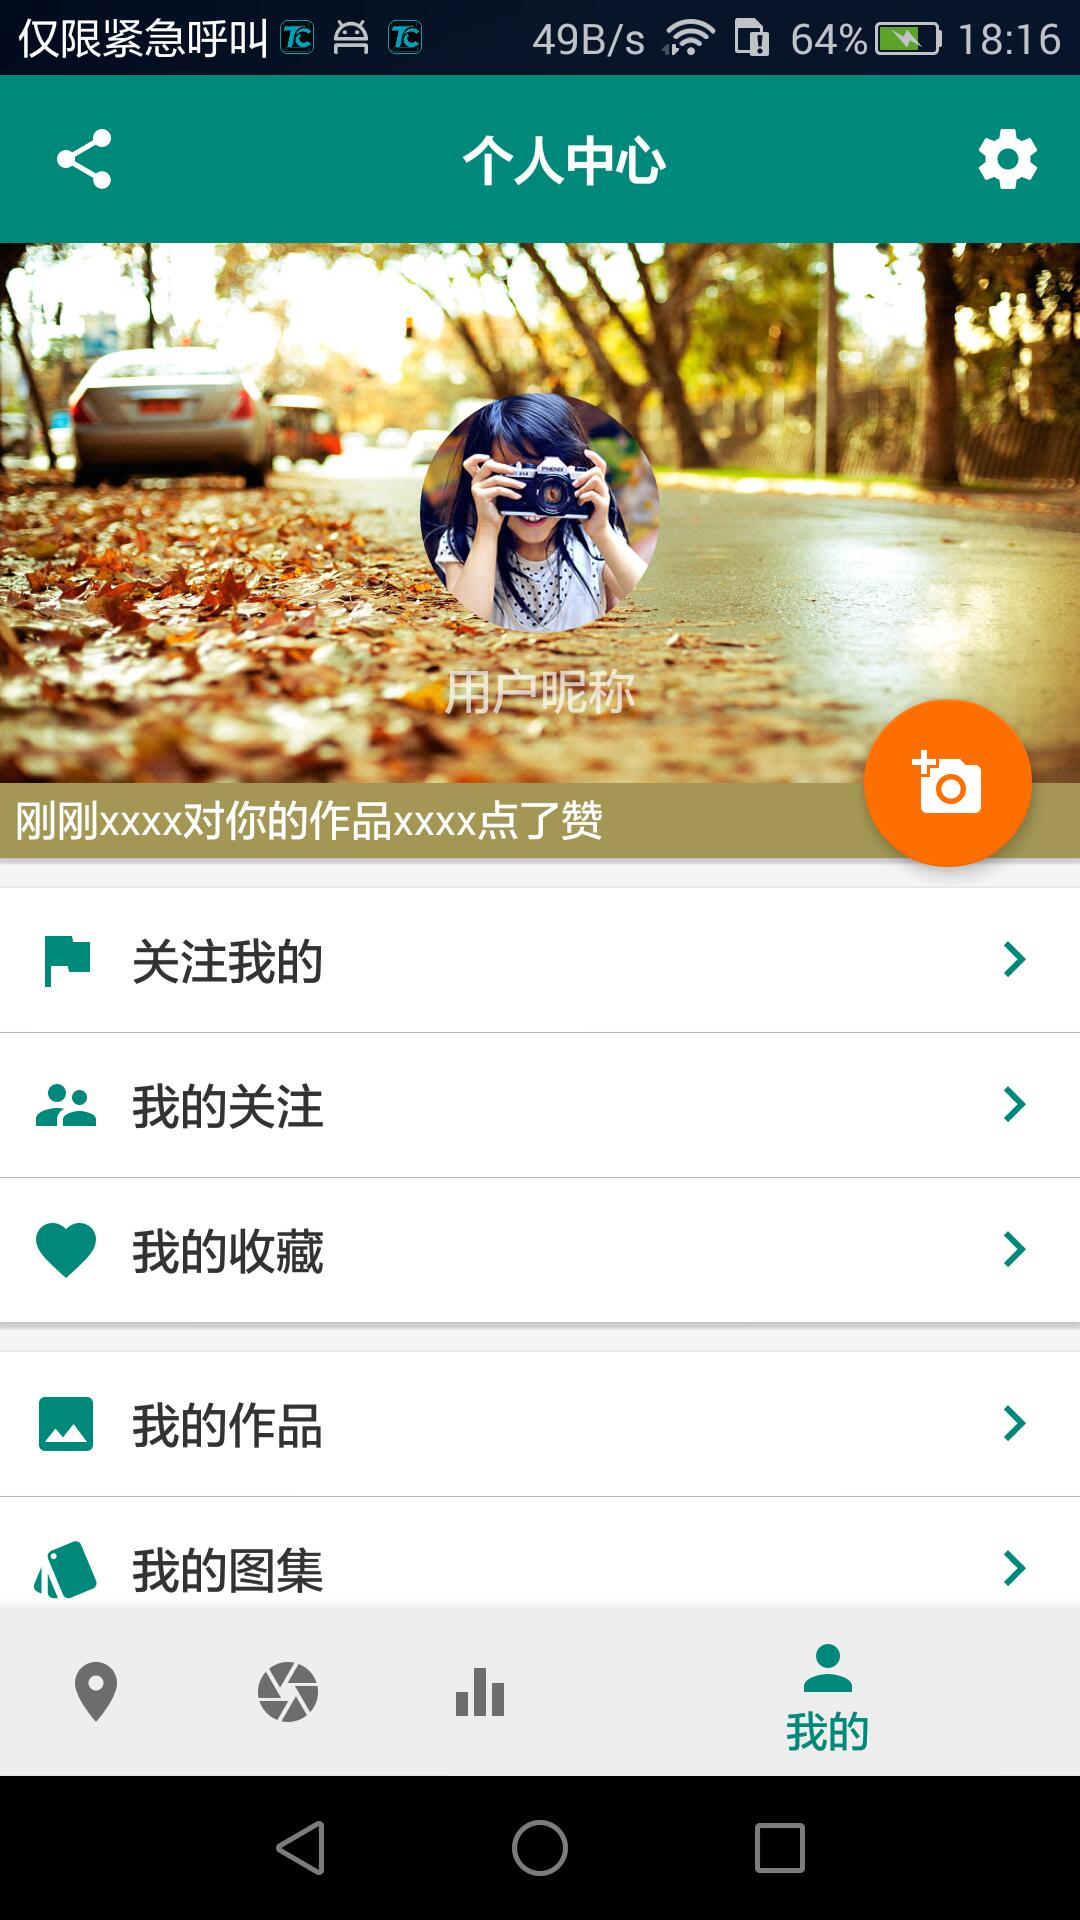 仅限紧急呼叫 TC TC 49B/s 64% 18:16
个人中心
PHENIX
用户昵称
刚刚xxxx对你的作品xxxx点了赞
关注我的
我的关注
我的收藏
我的作品
我的图集
我的